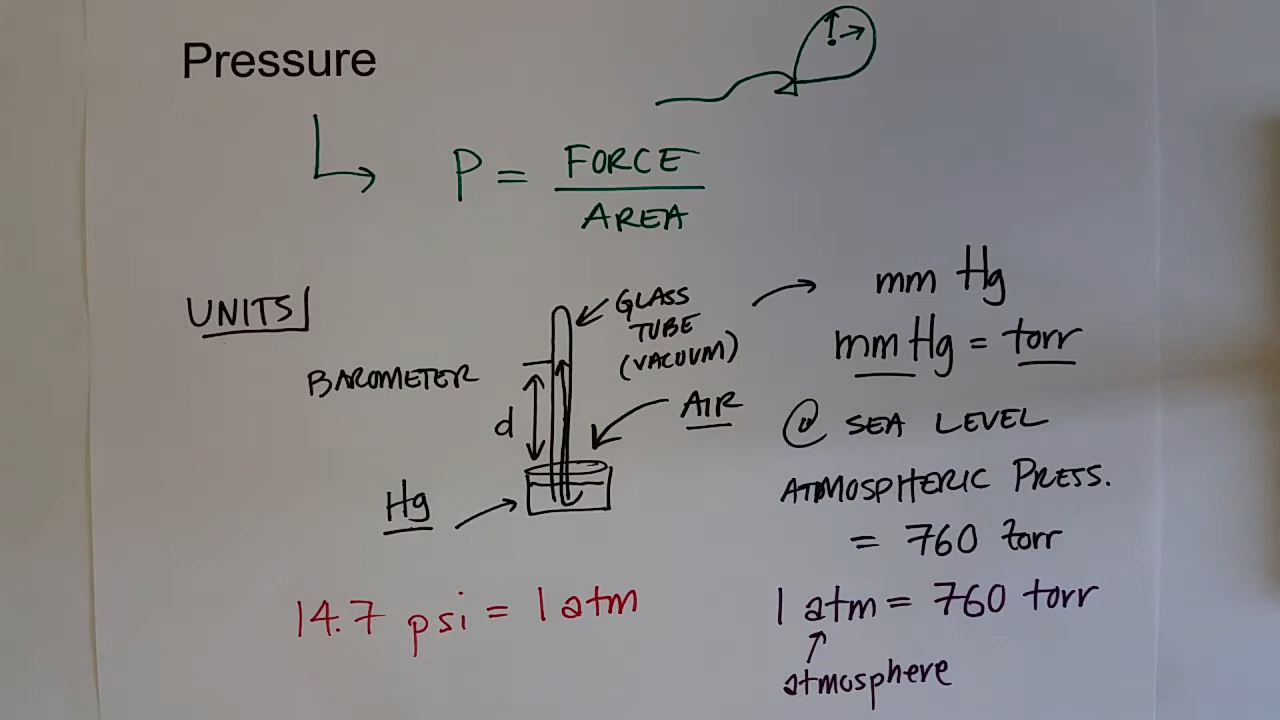 Pressure
P = FORCE
AREA
UNITS
BAROMETER
GLASS
TUBE
(VACUUM)
AIR
d
Hg
mm Hg
mm Hg = torr
@ SEA LEVEL
ATMOSPHERIC PRESS.
= 760 torr
14.7 psi = 1 atm
1 atm = 760 torr
atmosphere